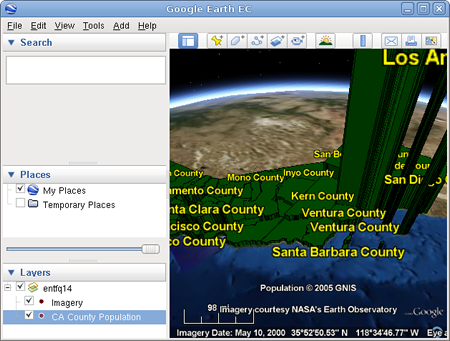 Google Earth EC
File Edit View Tools Add Help
Search
Places
My Places
Temporary Places
Layers
entfq14
Imagery
CA County Population
Los An
San B
County
Mono County
Inyo County
amento County
Kern County
San Diego C
nta Clara County
Ventura County
cisco County
Ventura County
co County
Santa Barbara County
Population © 2005 GNIS
98 m
Imagery courtesy NASA's Earth Observatory
Google
Imagery Date: May 10, 2000 35°52'50.53" N 118°34'46.77" W Eye a